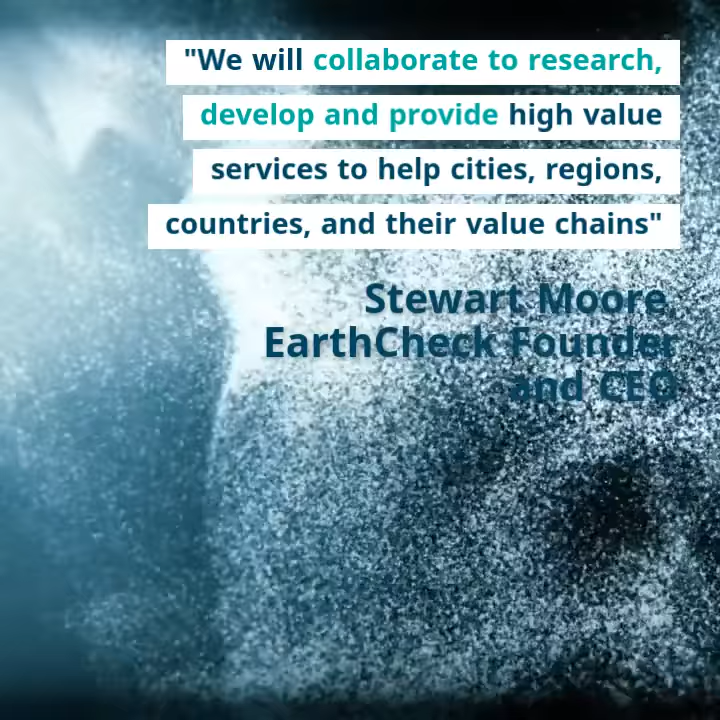 "We will collaborate to research,
develop and provide high value
services to help cities, regions,
countries, and their value chains"
Stewart Moore,
EarthCheck Founder
and CEO